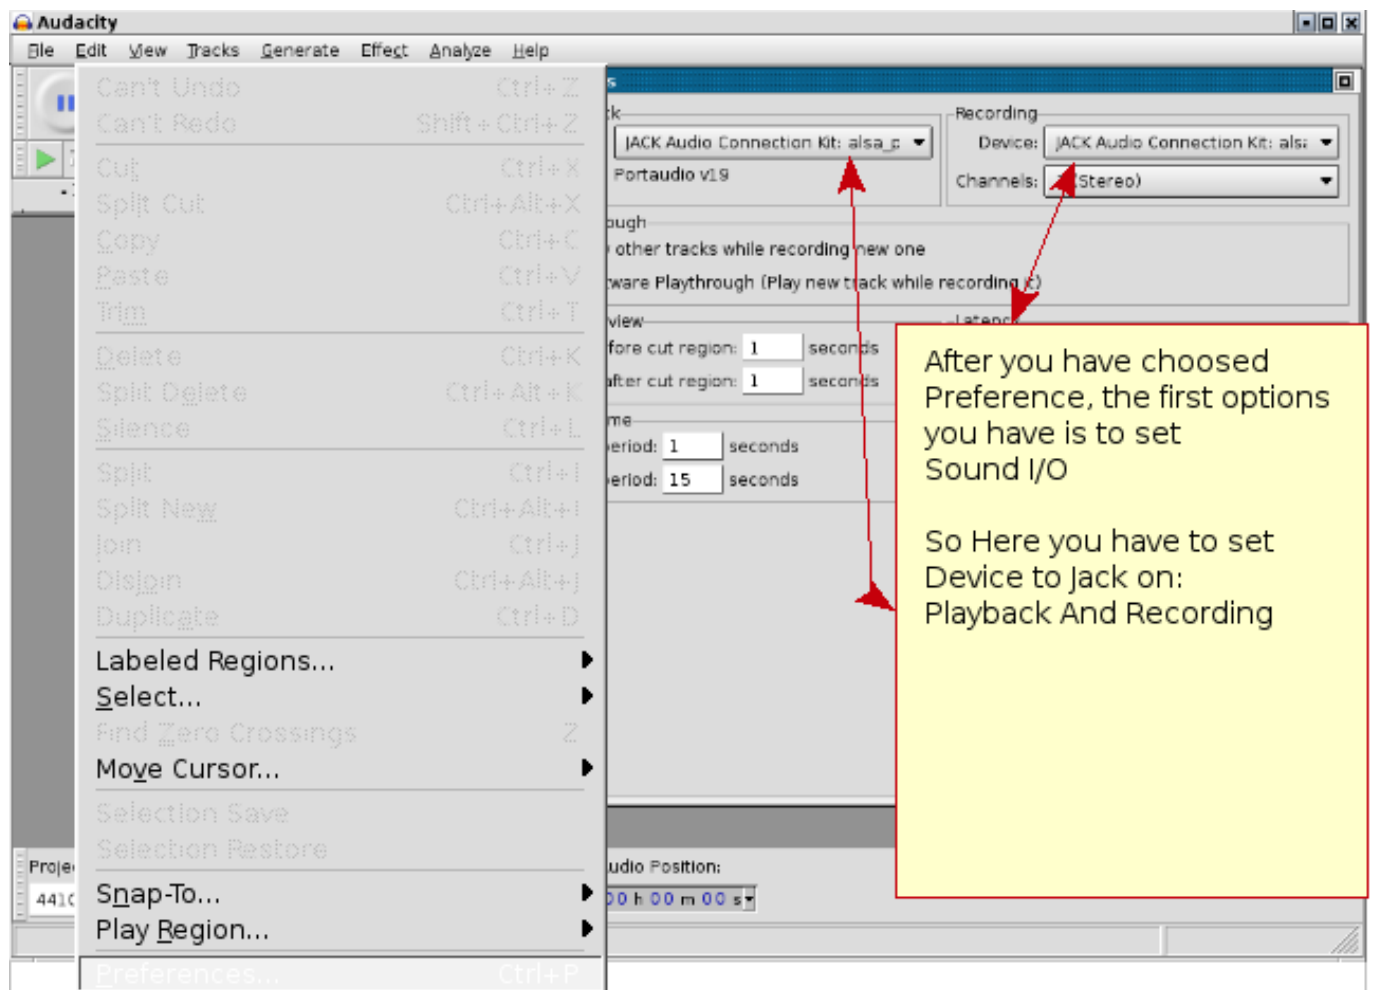 Audacity
File Edit View Tracks Generate Effect Analyze Help
Can't Undo Ctrl+Z
Can't Redo Shift+Ctrl+Z
Cut Ctrl+X
Split Cut Ctrl+Alt+X
Copy Ctrl+C
Paste Ctrl+V
Trim Ctrl+T
Delete Ctrl+K
Split Delete Ctrl+Alt+K
Silence Ctrl+L
Split Ctrl+I
Split New Ctrl+Alt+I
Join Ctrl+J
Disjoin Ctrl+Alt+J
Duplicate Ctrl+D
Labeled Regions...
Select...
Find Zero Crossings Z
Move Cursor...
Selection Save
Selection Restore
Snap-To...
Play Region...
Preferences... Ctrl+P
s
k
JACK Audio Connection Kit: alsa_p
Portaudio v19
Recording
Device: JACK Audio Connection Kit: als
Channels: (Stereo)
ough
other tracks while recording new one
tware Playthrough (Play new track while recording it)
view
fore cut region: 1 seconds
after cut region: 1 seconds
Latency
me
eriod: 1 seconds
eriod: 15 seconds
After you have choosed
Preference, the first options
you have is to set
Sound I/O
So Here you have to set
Device to Jack on:
Playback And Recording
Proje
4410
udio Position:
00 h 00 m 00 s